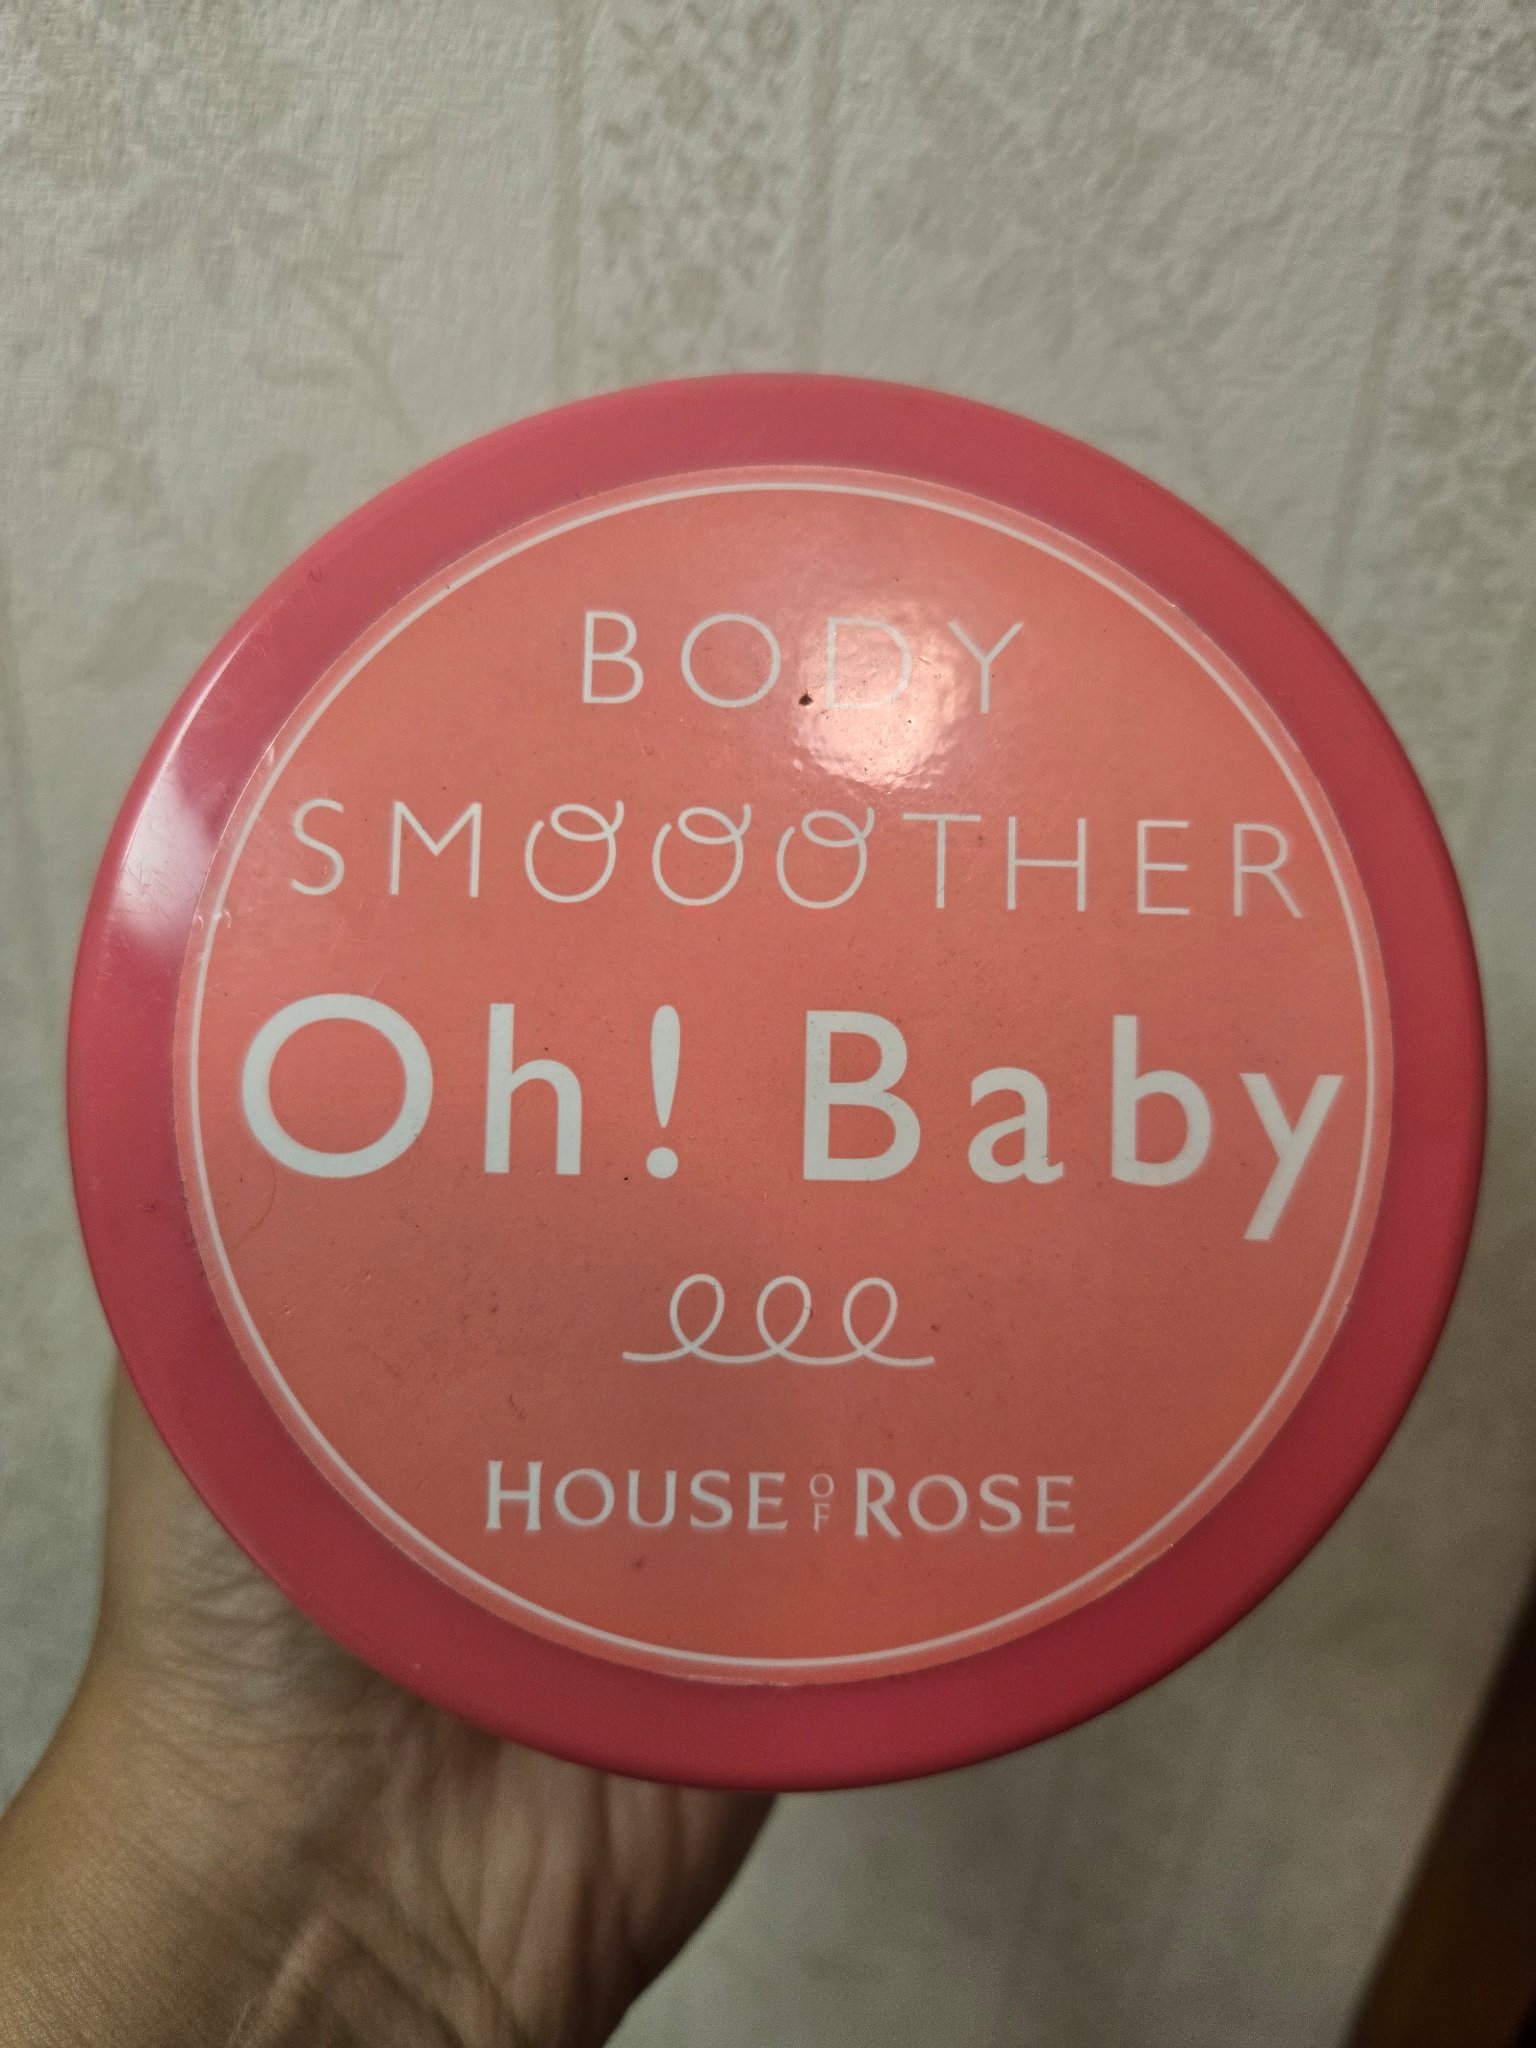 BODY
SMOOOTHER
Oh! Baby
HOUSE OF ROSE